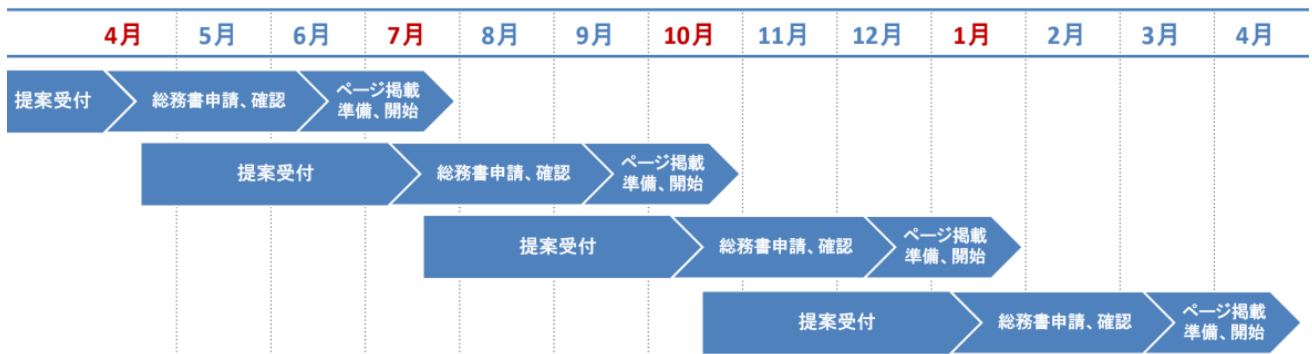 4月 5月 6月 7月 8月 9月 10月 11月 12月 1月 2月 3月 4月
提案受付
総務書申請、確認
ページ掲載
準備、開始
提案受付
総務書申請、確認
ページ掲載
準備、開始
提案受付
総務書申請、確認
ページ掲載
準備、開始
提案受付
総務書申請、確認
ページ掲載
準備、開始